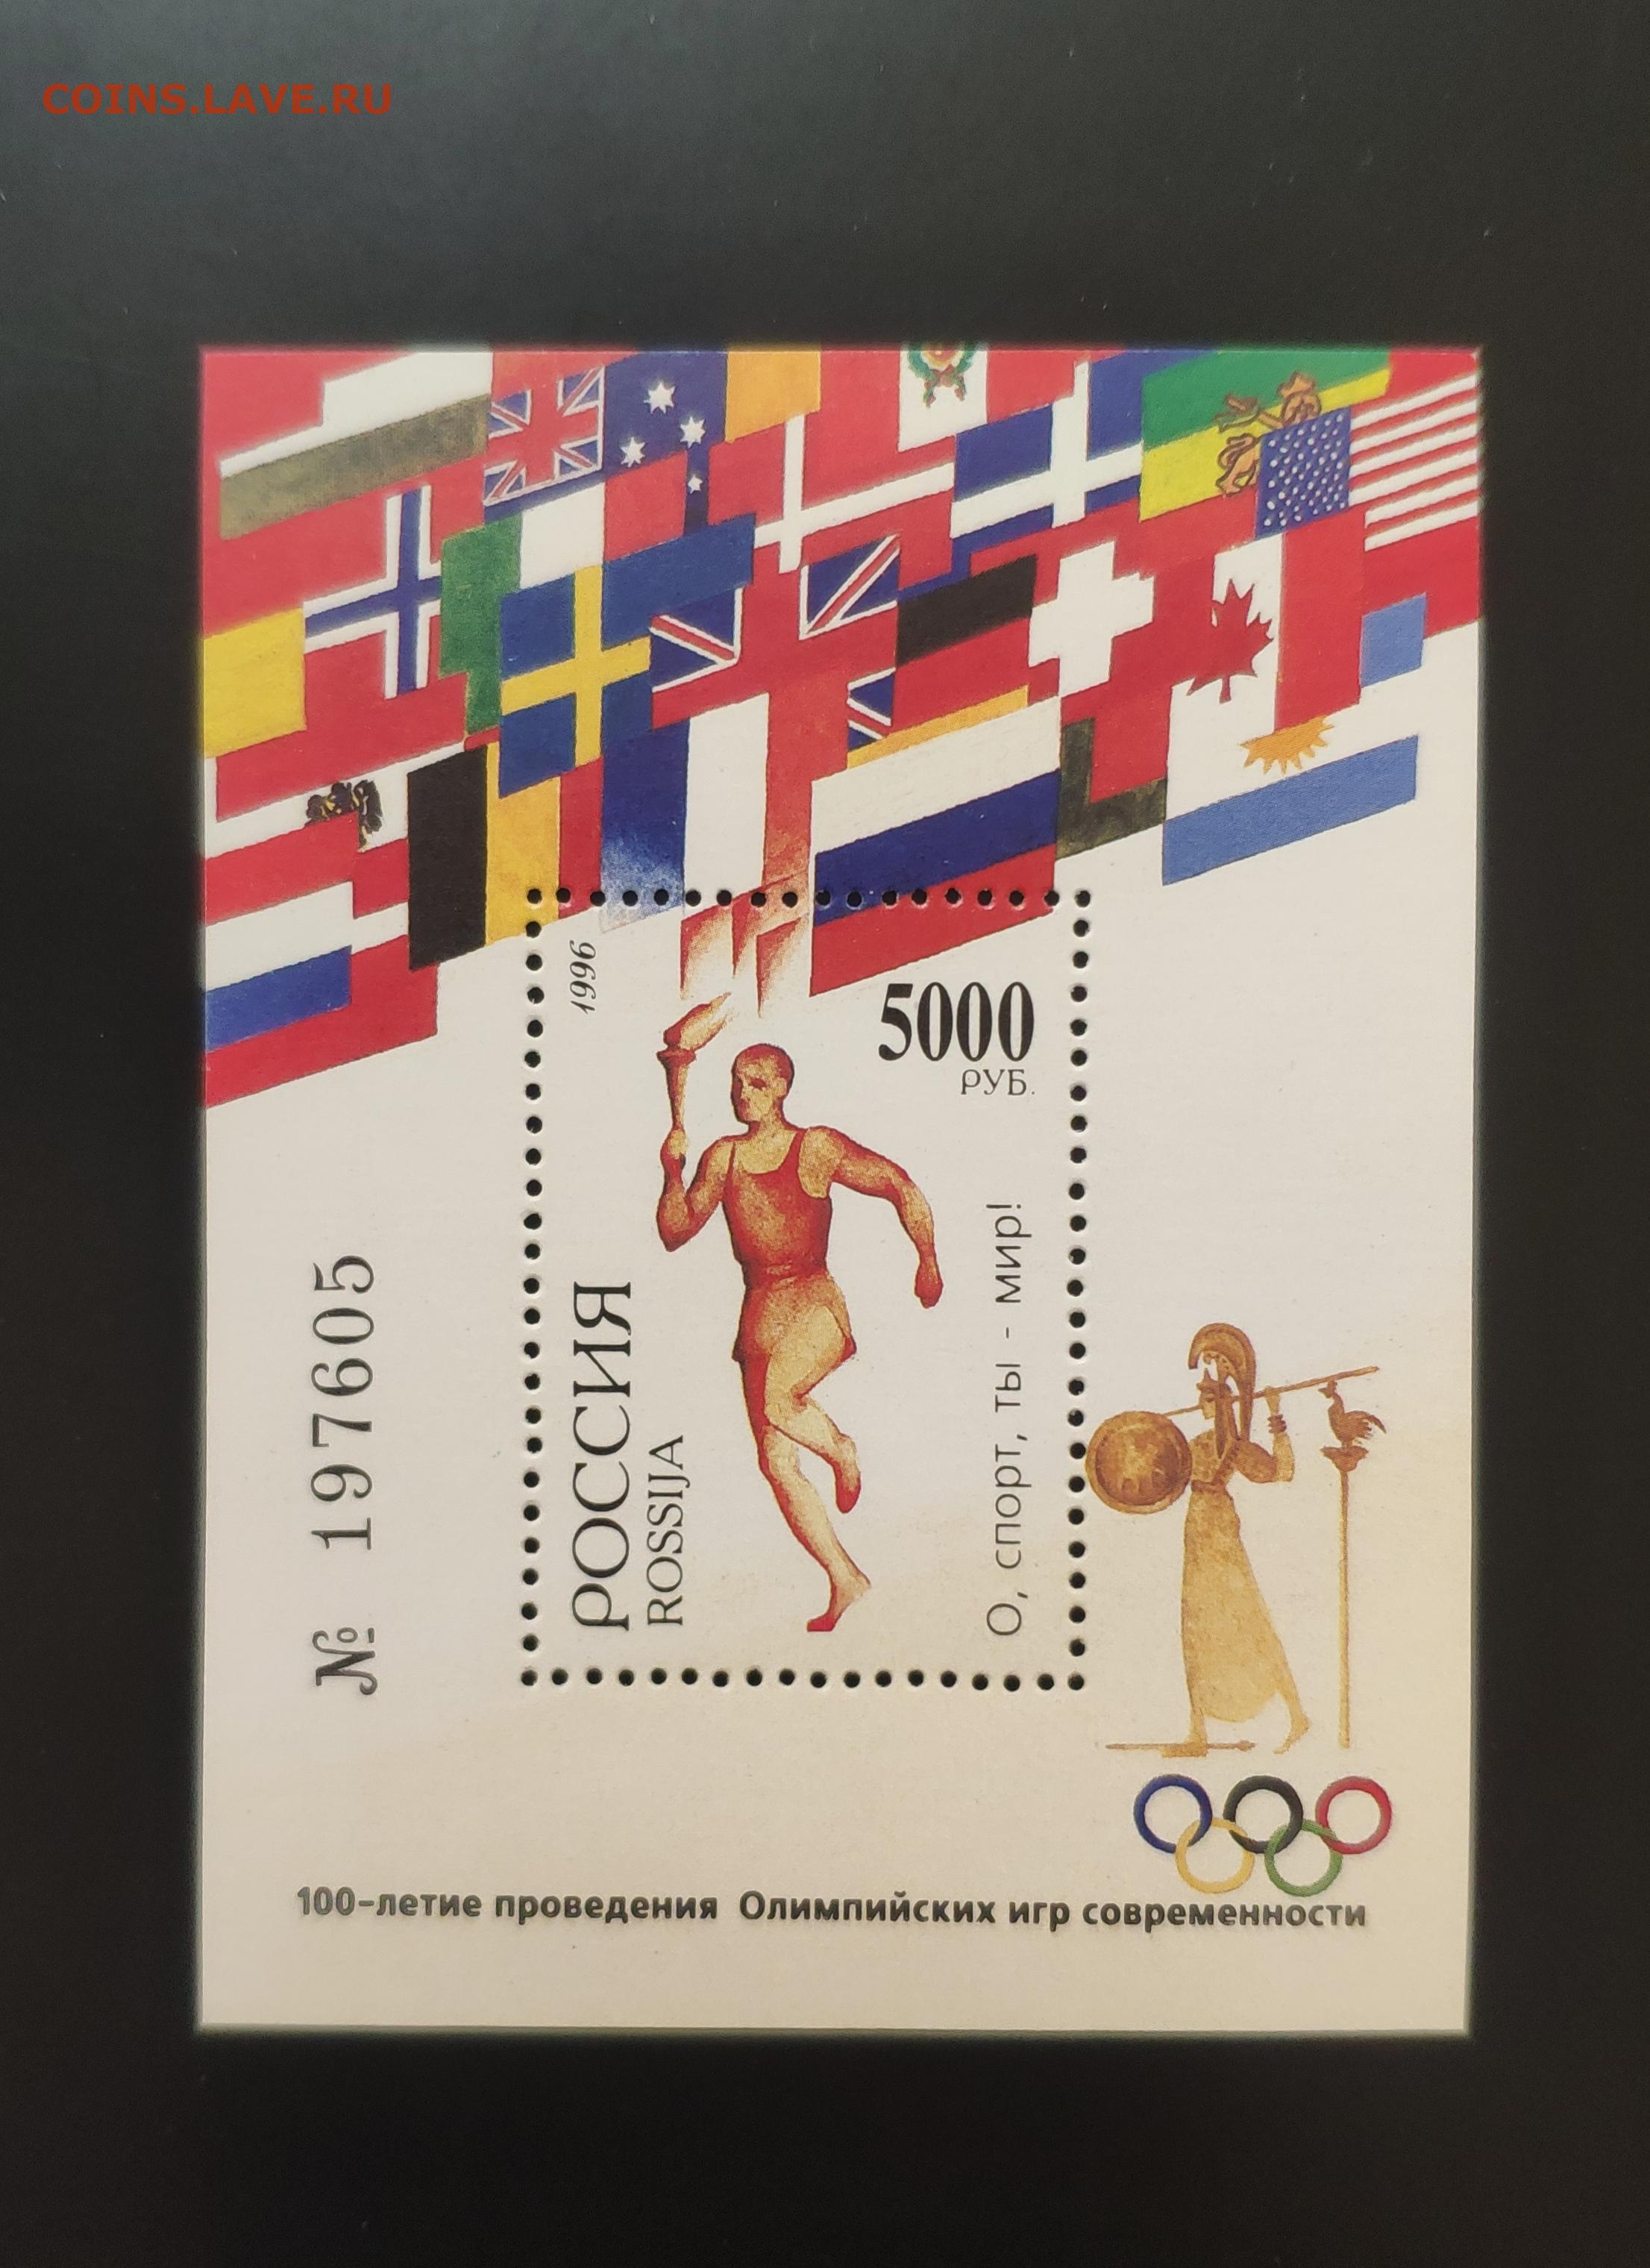 COINS.LAVE.RU
1996
5000
РУБ.
РОССИЯ
ROSSIJA
О, спорт, ты - мир!
№ 197605
100-летие проведения Олимпийских игр современности